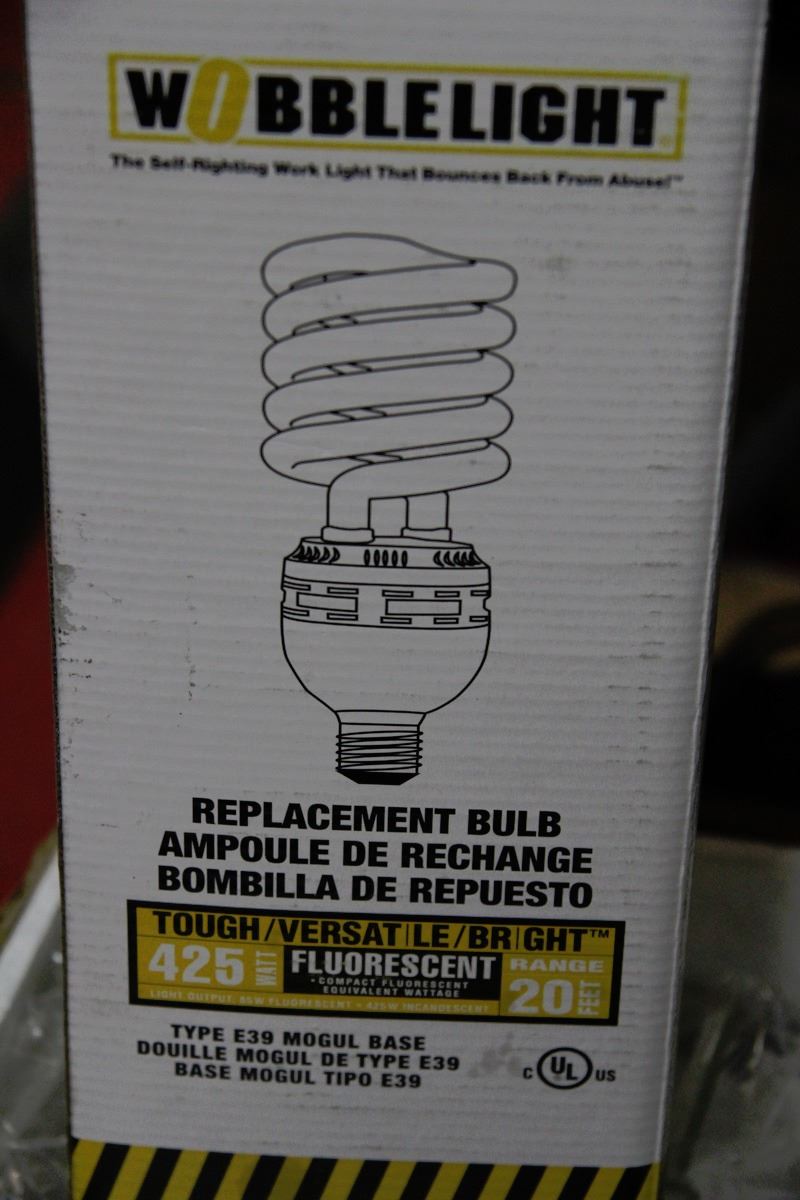 WOBBLELIGHT
The Self-Righting Work Light That Bounces Back From Abuse!™
REPLACEMENT BULB
AMPOULE DE RECHANGE
BOMBILLA DE REPUESTO
TOUGH/VERSATILE/BRIGHT™
425 WATT
FLUORESCENT
• COMPACT FLUORESCENT
EQUIVALENT WATTAGE
LIGHT OUTPUT: 85W FLUORESCENT = 425W INCANDESCENT
RANGE
20 FEET
TYPE E39 MOGUL BASE
DOUILLE MOGUL DE TYPE E39
BASE MOGUL TIPO E39
C UL US